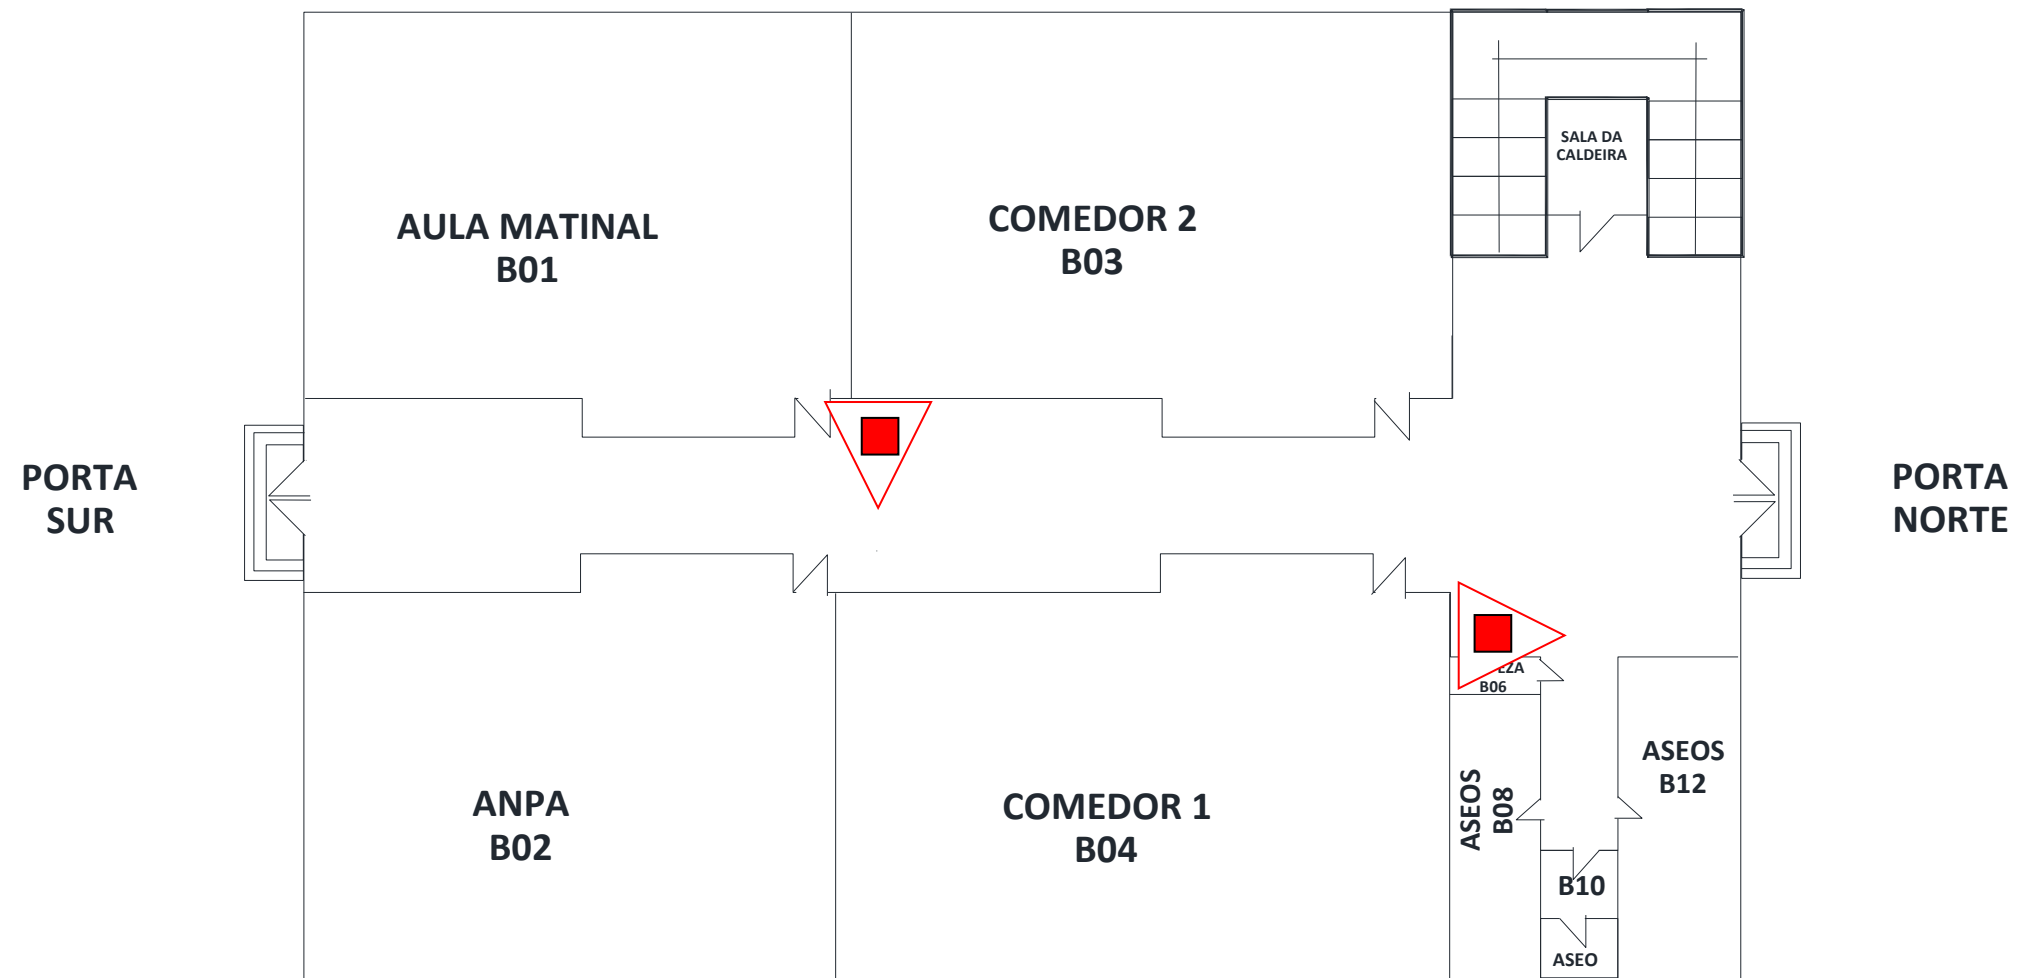 SALA DA
CALDEIRA
AULA MATINAL
B01
COMEDOR 2
B03
PORTA
SUR
PORTA
NORTE
B06
ANPA
B02
COMEDOR 1
B04
ASEOS
B08
ASEOS
B12
B10
ASEO